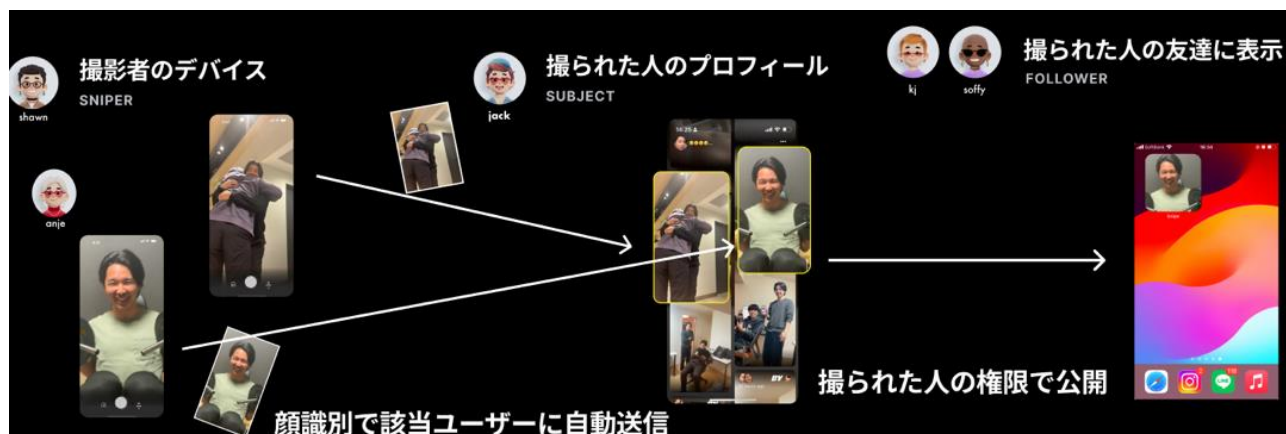 撮影者のデバイス
SNIPER
shawn
anje
撮られた人のプロフィール
SUBJECT
jack
撮られた人の友達に表示
FOLLOWER
kj
soffy
顔識別で該当ユーザーに自動送信
撮られた人の権限で公開